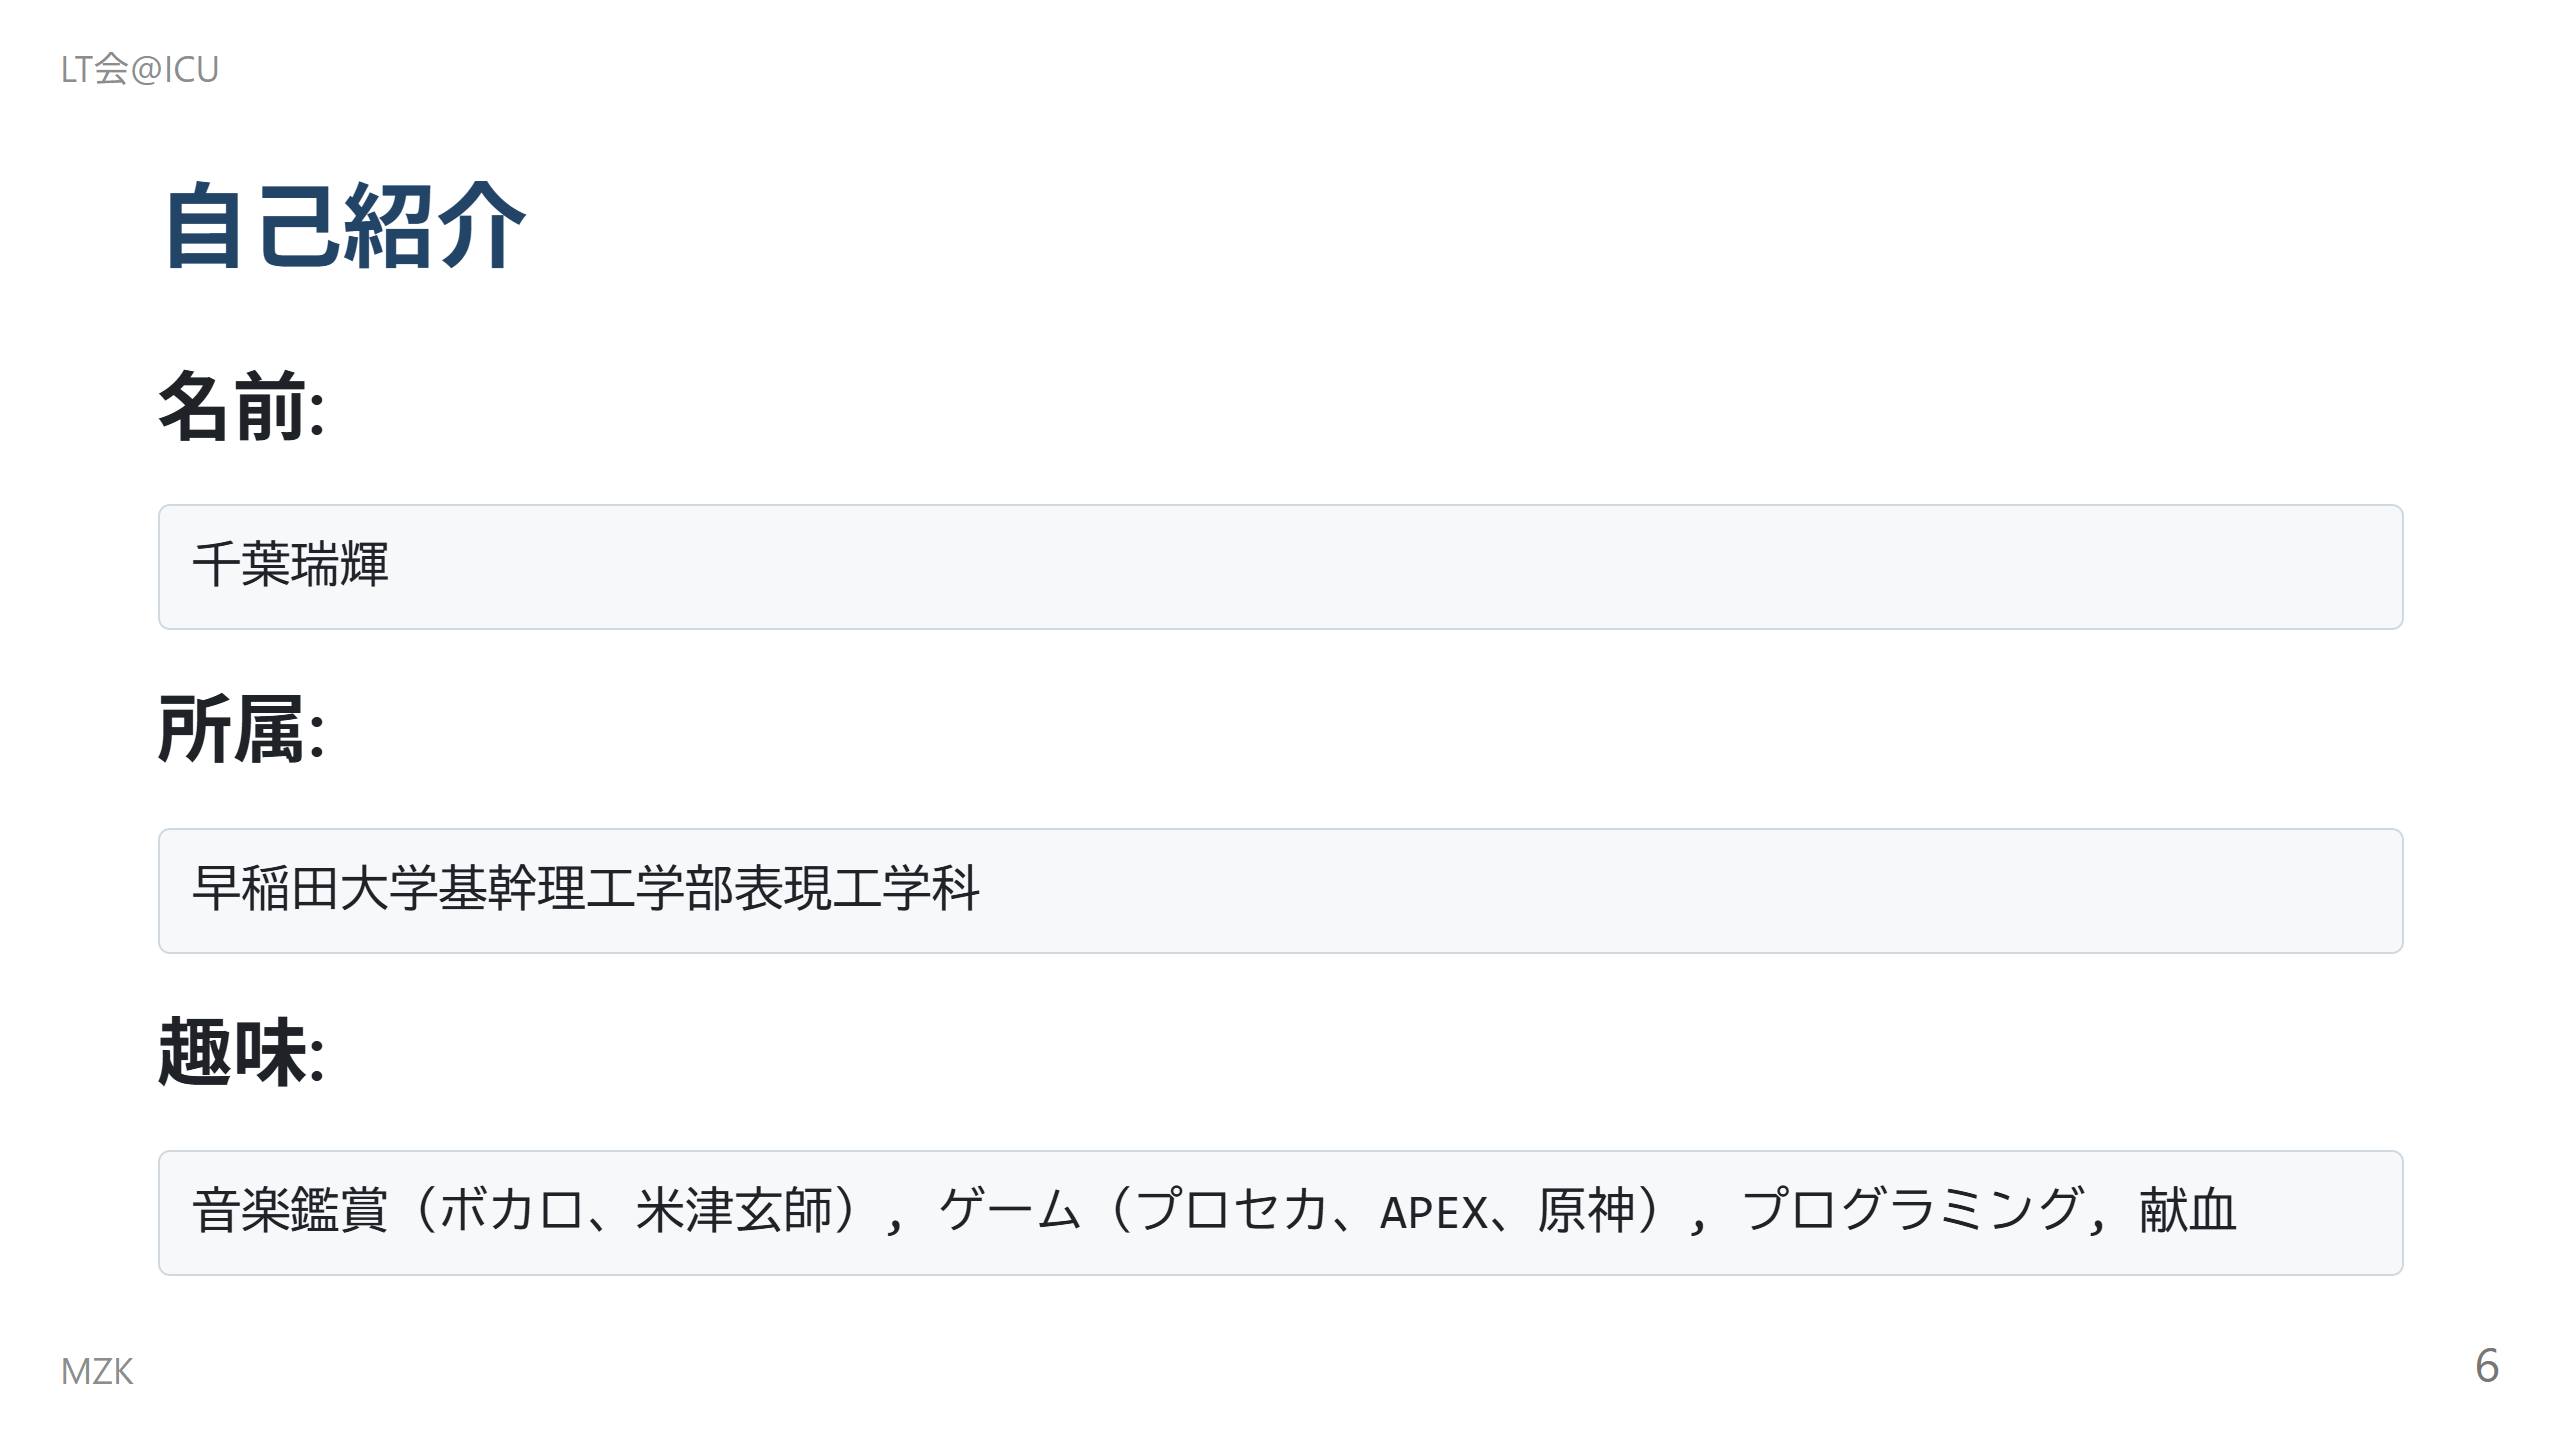 LT会@ICU
自己紹介
名前:
千葉瑞輝
所属:
早稲田大学基幹理工学部表現工学科
趣味:
音楽鑑賞（ボカロ、米津玄師）, ゲーム（プロセカ、APEX、原神）, プログラミング, 献血
MZK
6